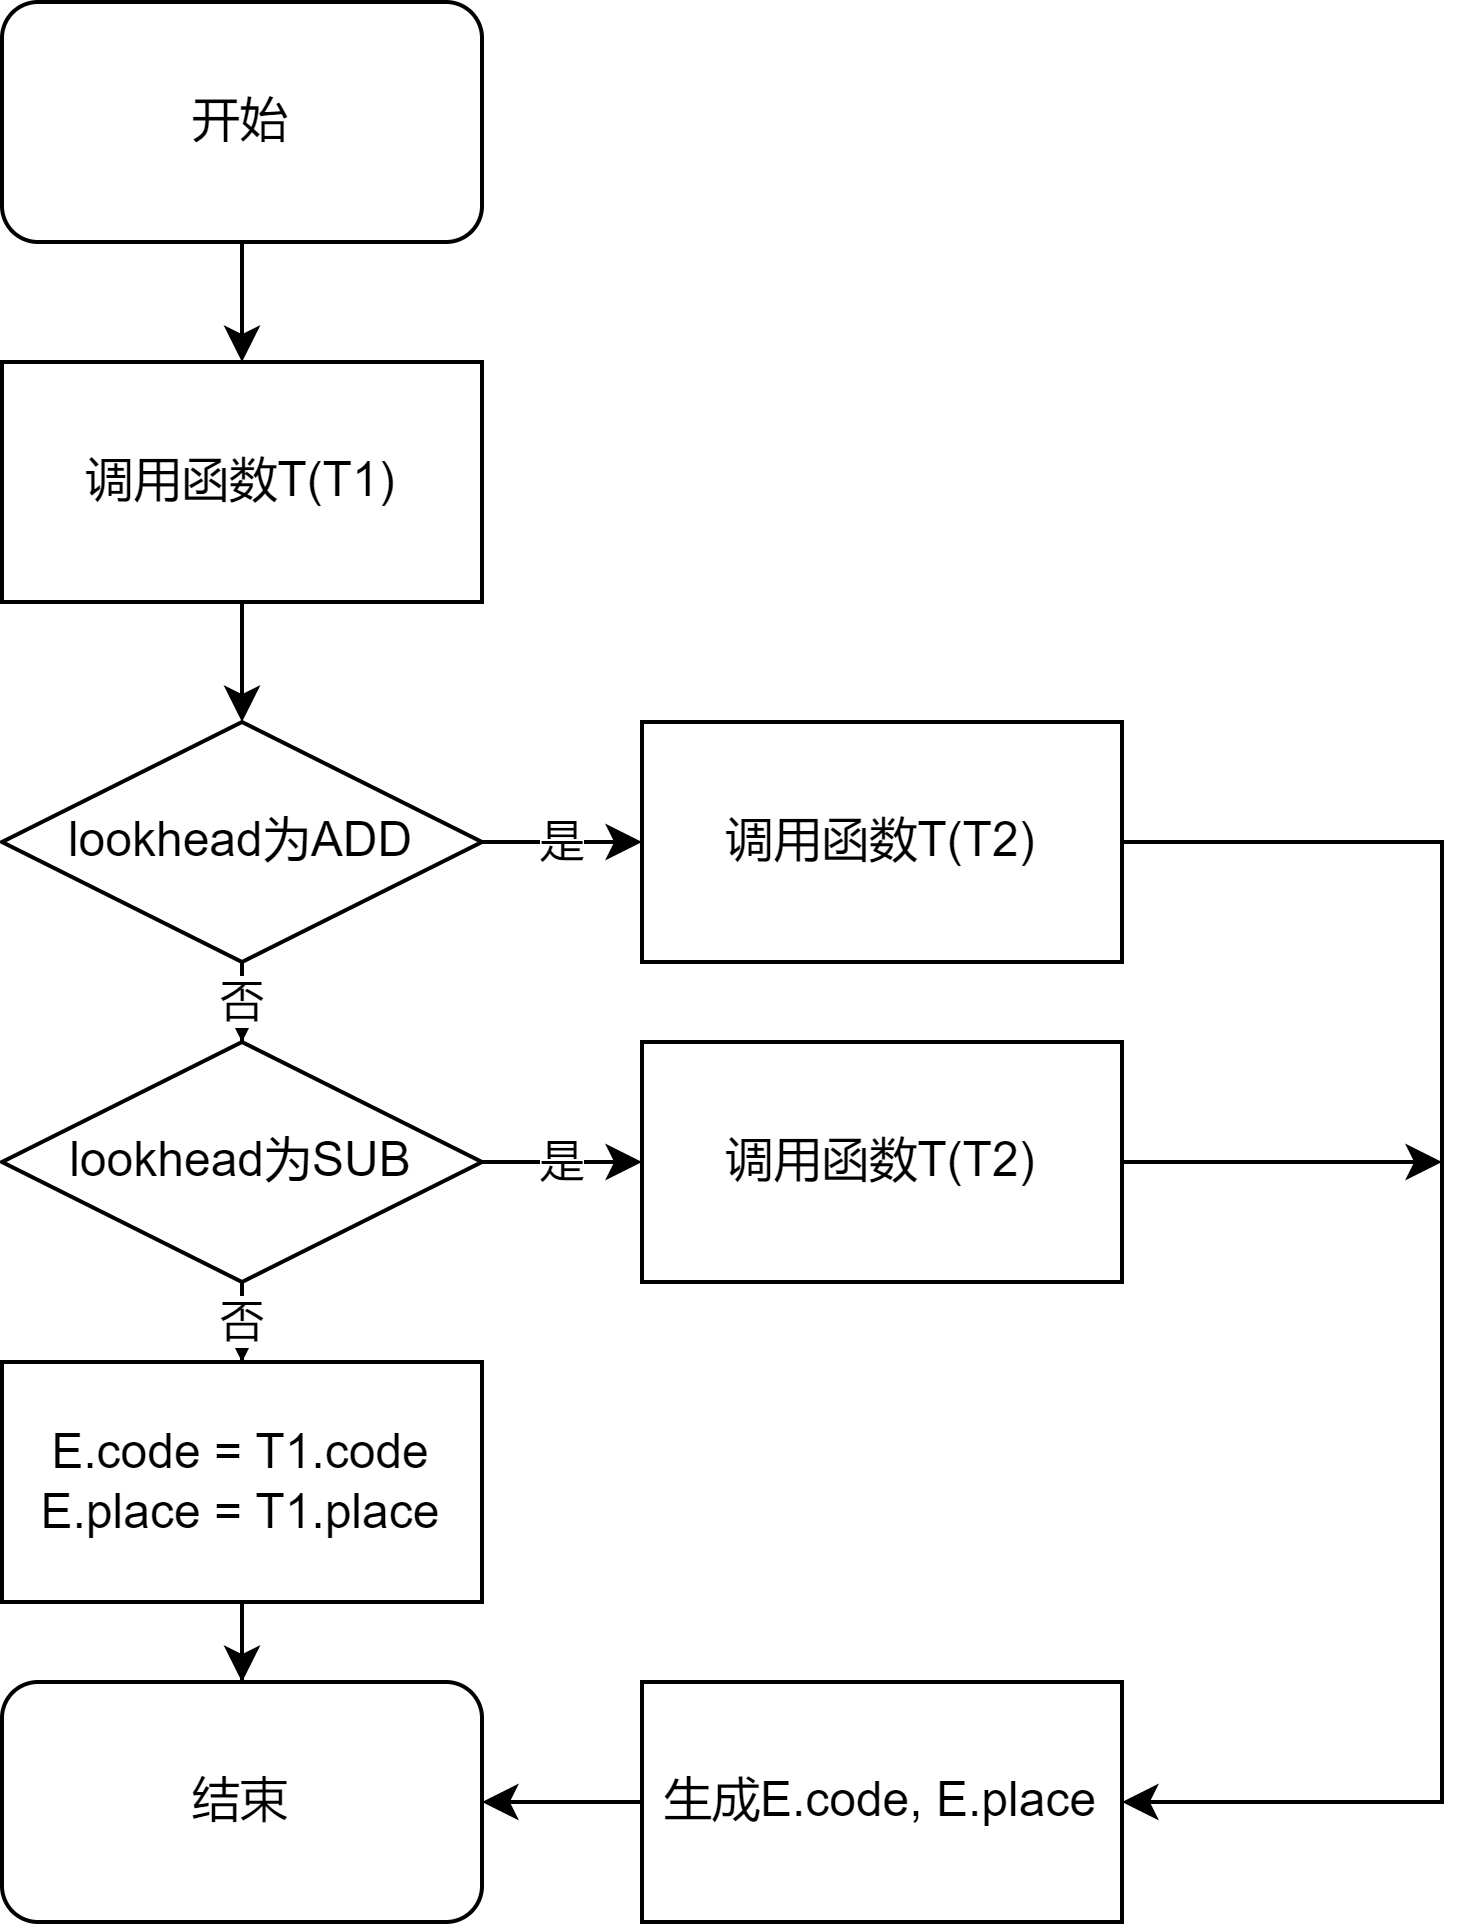 开始
调用函数T(T1)
lookhead为ADD
是
调用函数T(T2)
否
lookhead为SUB
是
调用函数T(T2)
否
E.code = T1.code
E.place = T1.place
结束
生成E.code, E.place